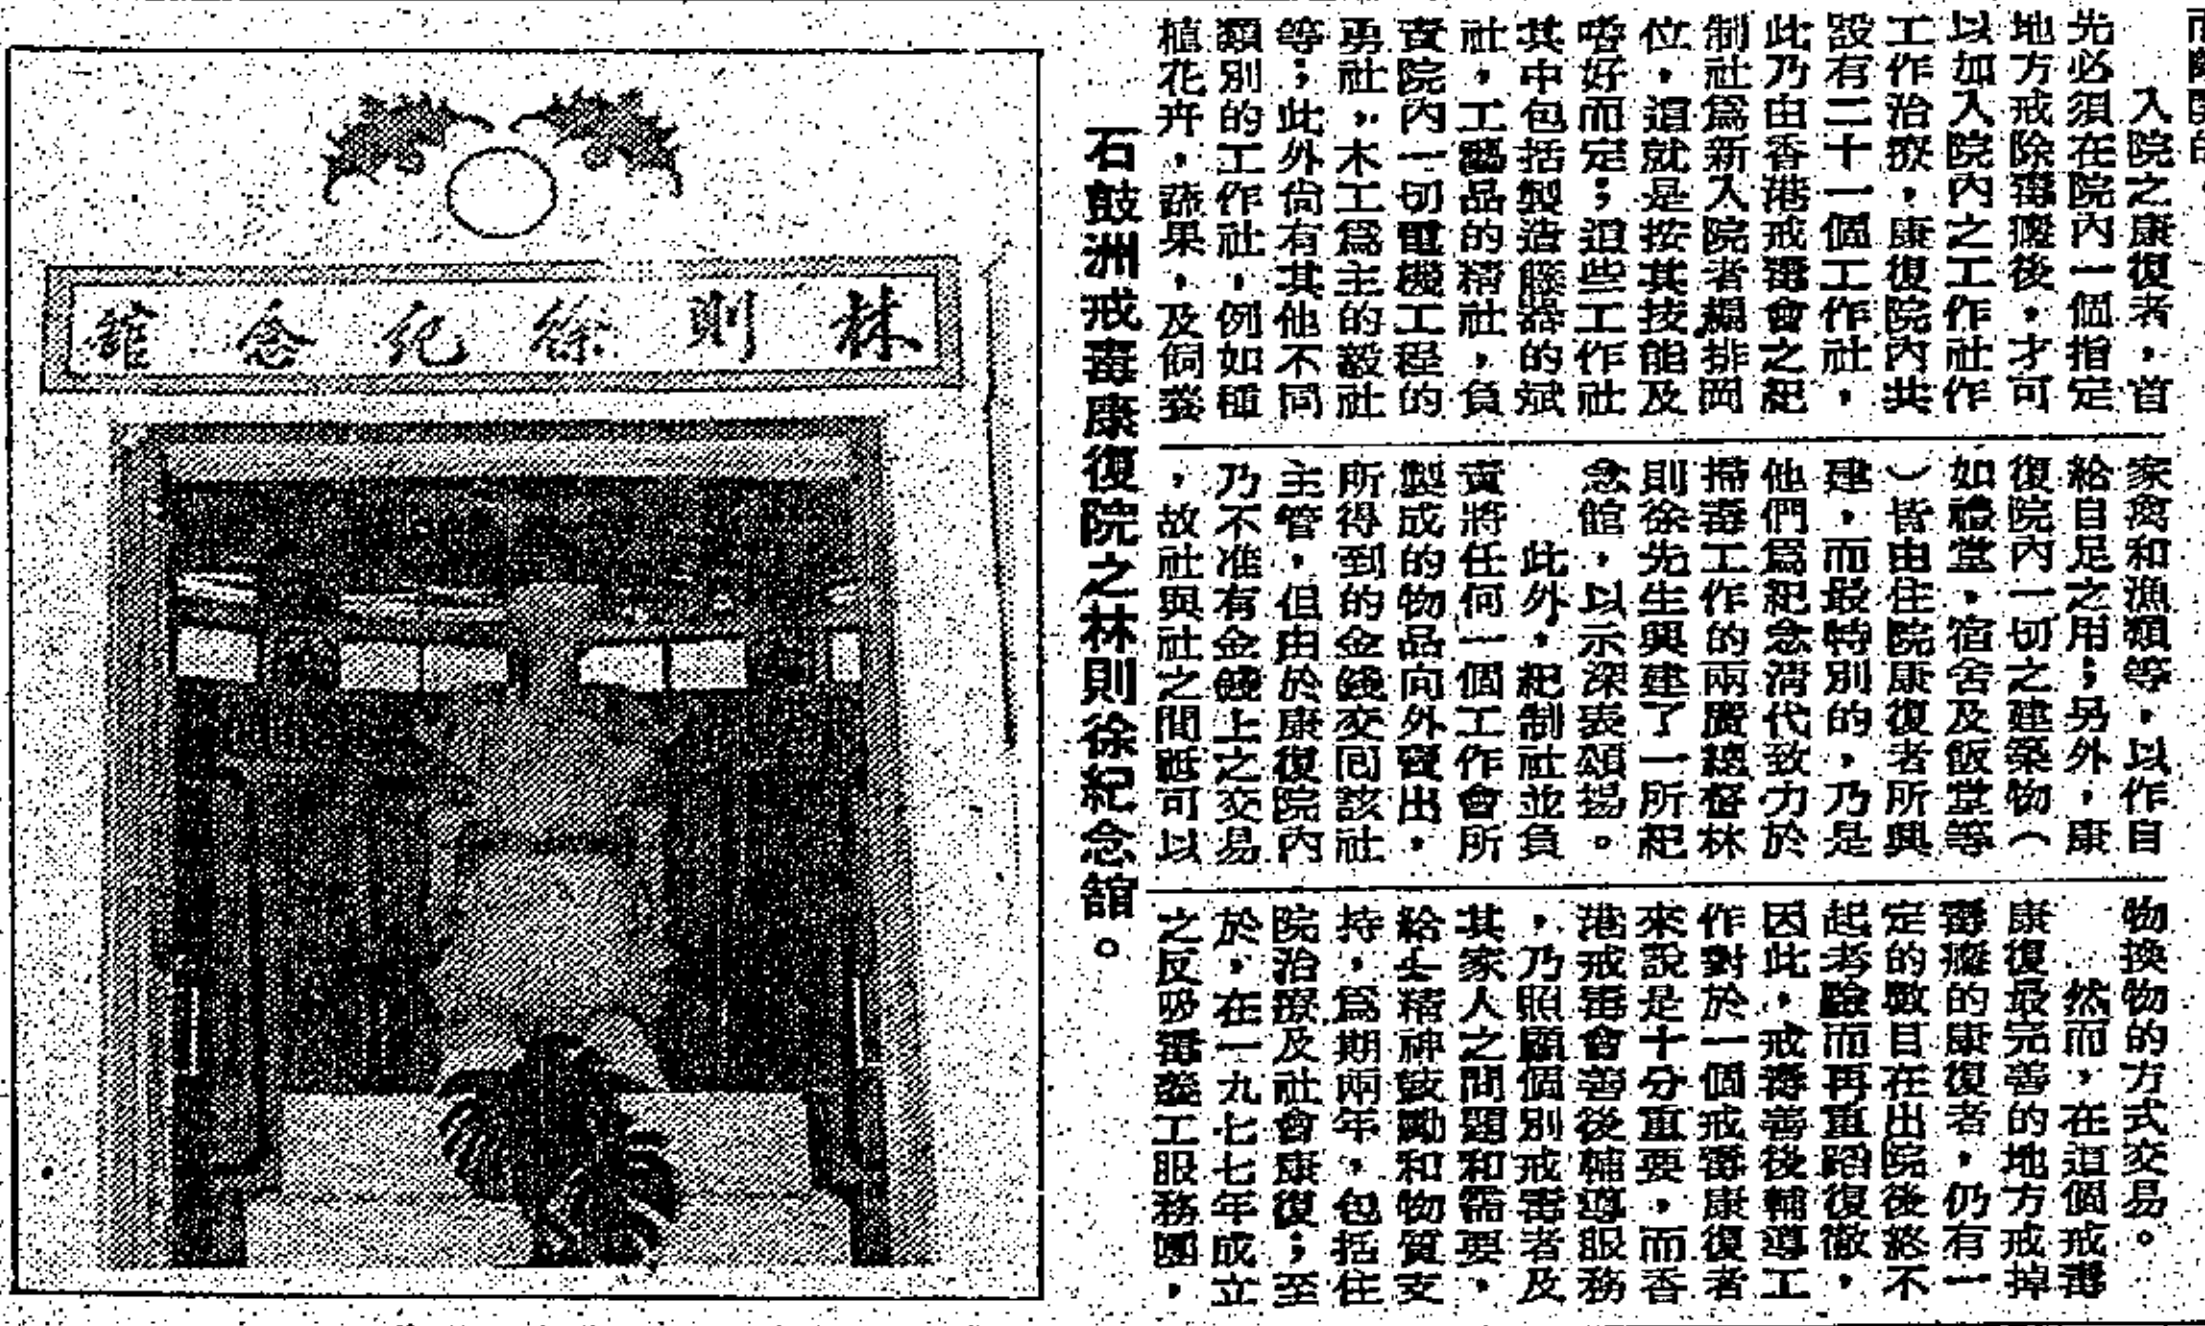 入院之康復者，首
先必須在院內一個指定
地方戒除毒癮後，才可
以加入院內之工作社作
工作治療，康復院內共
設有二十一個工作社，
此乃由香港戒毒會之紀
制社爲新入院者編排岡
位，這就是按其技能及
嗜好而定；這些工作社
其中包括製造籐器的斌
社，工藝品的精社，負
責院內一切電機工程的
勇社，木工爲主的毅社
等；此外尙有其他不同
類別的工作社，例如種
植花卉，蔬果，及飼養
家禽和漁類等，以作自
給自足之用；另外，康
復院內一切之建築物（
如禮堂，宿舍及飯堂等
）皆由住院康復者所興
建，而最特別的，乃是
他們爲紀念淸代致力於
掃毒工作的兩廣總督林
則徐先生興建了一所紀
念館，以示深表頌揚。
此外，紀制社並負
責將任何一個工作會所
製成的物品向外賣出，
所得到的金錢交囘該社
主管，但由於康復院內
乃不准有金錢上之交易
，故社與社之間祇可以
物換物的方式交易。
然而，在這個戒毒
康復最完善的地方戒掉
毒癮的康復者，仍有一
定的數目在出院後終不
起考驗而再重蹈復轍，
因此，戒毒善後輔導工
作對於一個戒毒康復者
來說是十分重要，而香
港戒毒會善後輔導服務
，乃照顧個別戒毒者及
其家人之問題和需要，
給与精神鼓勵和物質支
持，爲期兩年，包括住
院治療及社會康復；至
於，在一九七七年成立
之反吸毒義工服務團，
石鼓洲戒毒康復院之林則徐紀念舘。
林則徐紀念館